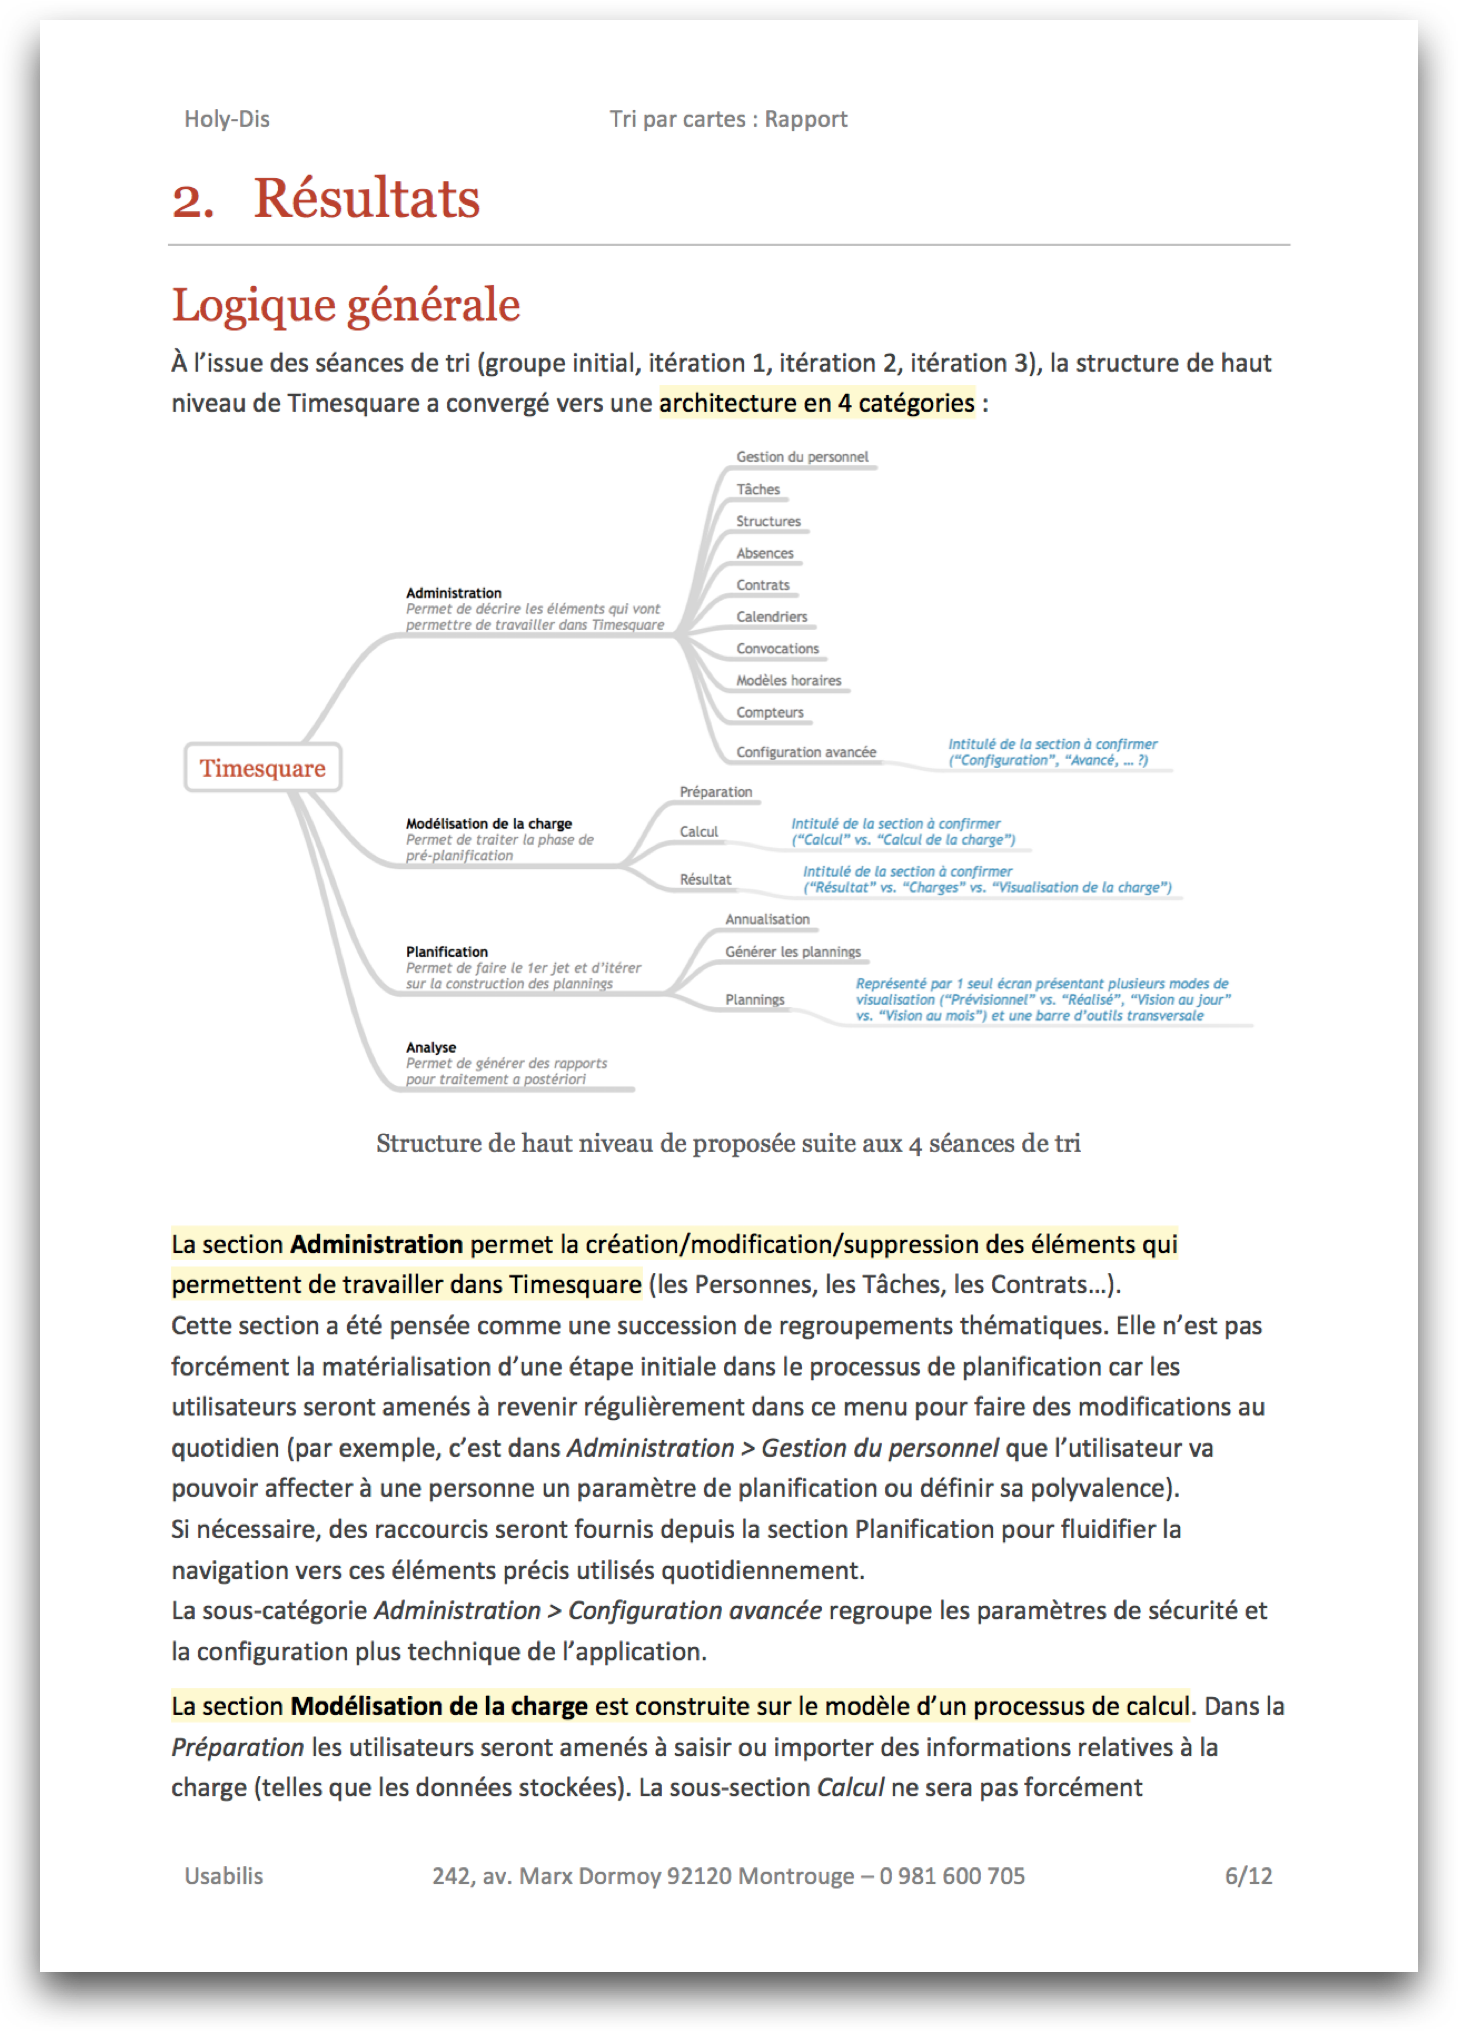 Holy-Dis
Tri par cartes : Rapport
2. Résultats
Logique générale
À l’issue des séances de tri (groupe initial, itération 1, itération 2, itération 3), la structure de haut
niveau de Timesquare a convergé vers une architecture en 4 catégories :
Timesquare
Administration
Permet de décrire les éléments qui vont
permettre de travailler dans Timesquare
Gestion du personnel
Tâches
Structures
Absences
Contrats
Calendriers
Convocations
Modèles horaires
Compteurs
Configuration avancée
Intitulé de la section à confirmer
(“Configuration”, “Avancé, ... ?)
Modélisation de la charge
Permet de traiter la phase de
pré-planification
Préparation
Calcul
Intitulé de la section à confirmer
(“Calcul” vs. “Calcul de la charge”)
Résultat
Intitulé de la section à confirmer
(“Résultat” vs. “Charges” vs. “Visualisation de la charge”)
Planification
Permet de faire le 1er jet et d’itérer
sur la construction des plannings
Annualisation
Générer les plannings
Plannings
Représenté par 1 seul écran présentant plusieurs modes de
visualisation (“Prévisionnel” vs. “Réalisé”, “Vision au jour”
vs. “Vision au mois”) et une barre d’outils transversale
Analyse
Permet de générer des rapports
pour traitement a postériori
Structure de haut niveau de proposée suite aux 4 séances de tri
La section Administration permet la création/modification/suppression des éléments qui
permettent de travailler dans Timesquare (les Personnes, les Tâches, les Contrats…).
Cette section a été pensée comme une succession de regroupements thématiques. Elle n’est pas
forcément la matérialisation d’une étape initiale dans le processus de planification car les
utilisateurs seront amenés à revenir régulièrement dans ce menu pour faire des modifications au
quotidien (par exemple, c’est dans Administration > Gestion du personnel que l’utilisateur va
pouvoir affecter à une personne un paramètre de planification ou définir sa polyvalence).
Si nécessaire, des raccourcis seront fournis depuis la section Planification pour fluidifier la
navigation vers ces éléments précis utilisés quotidiennement.
La sous-catégorie Administration > Configuration avancée regroupe les paramètres de sécurité et
la configuration plus technique de l’application.
La section Modélisation de la charge est construite sur le modèle d’un processus de calcul. Dans la
Préparation les utilisateurs seront amenés à saisir ou importer des informations relatives à la
charge (telles que les données stockées). La sous-section Calcul ne sera pas forcément
Usabilis
242, av. Marx Dormoy 92120 Montrouge – 0 981 600 705
6/12